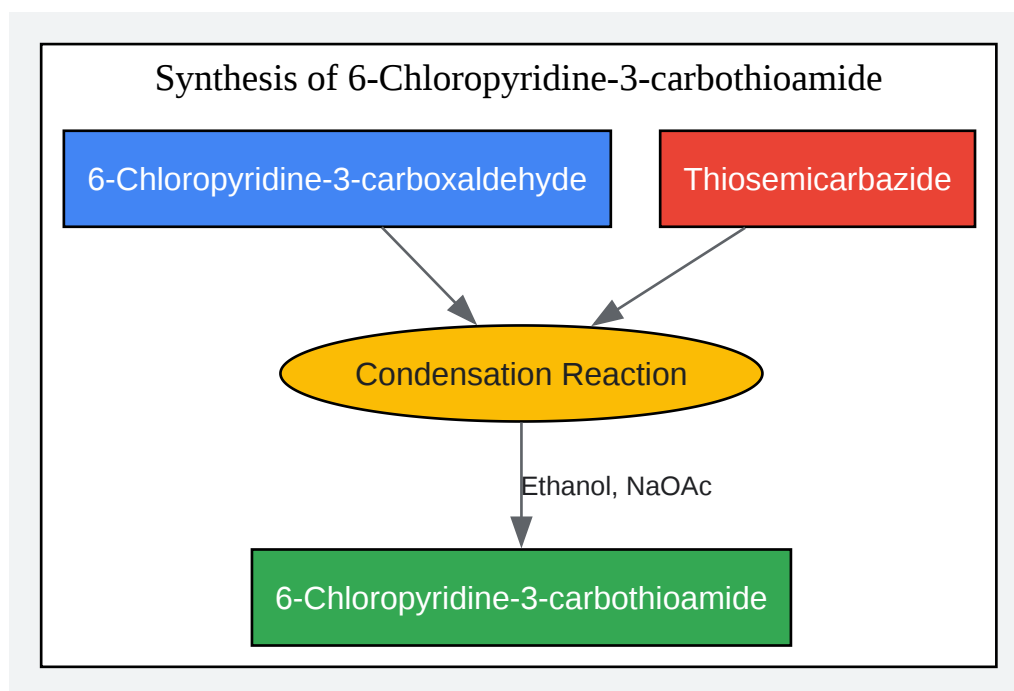 Synthesis of 6-Chloropyridine-3-carbothioamide
6-Chloropyridine-3-carboxaldehyde
Thiosemicarbazide
Condensation Reaction
Ethanol, NaOAc
6-Chloropyridine-3-carbothioamide